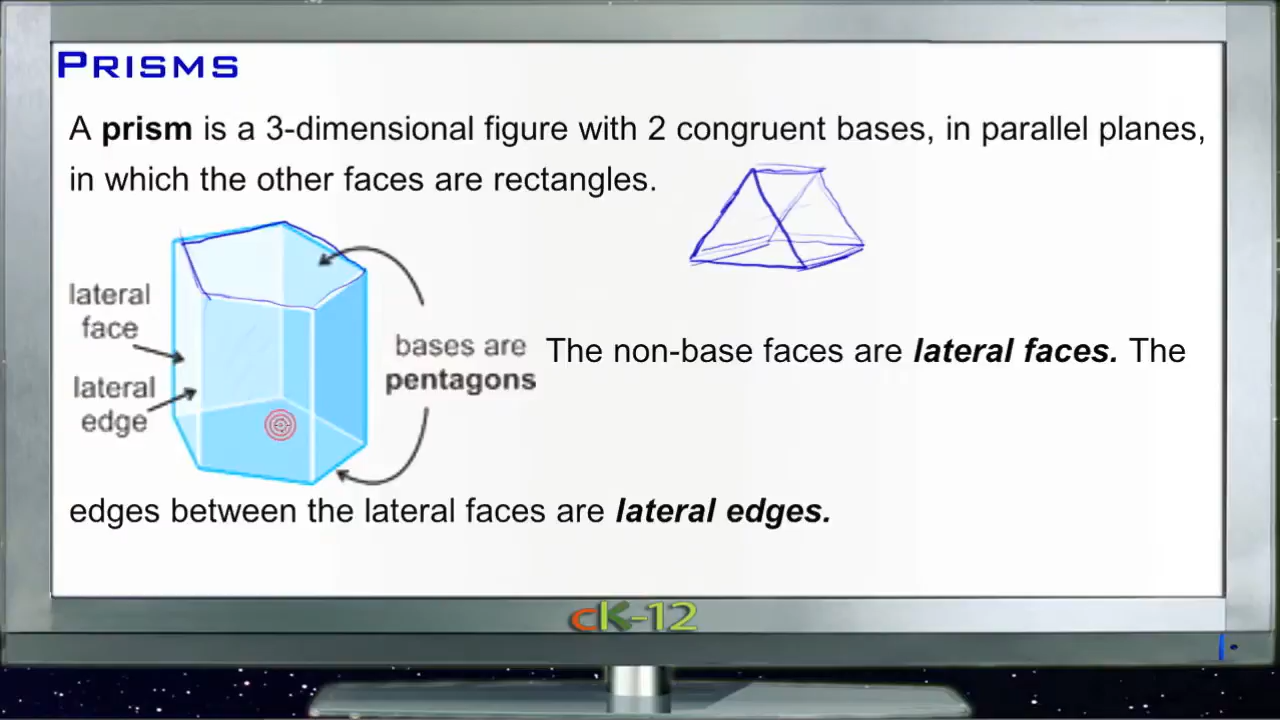 PRISMS
A prism is a 3-dimensional figure with 2 congruent bases, in parallel planes,
in which the other faces are rectangles.
lateral
face
lateral
edge
bases are
pentagons
The non-base faces are lateral faces. The
edges between the lateral faces are lateral edges.
cK-12